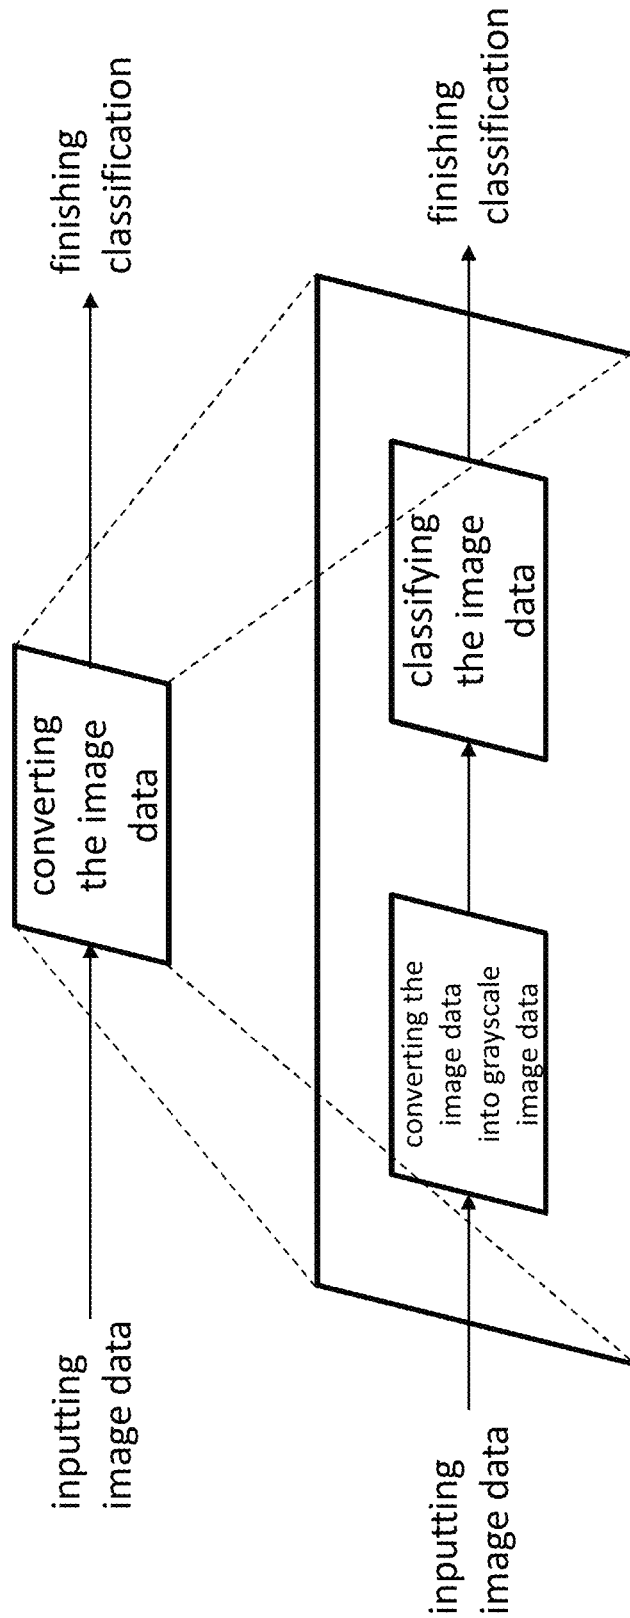 inputting
image data
converting
the image
data
finishing
classification
inputting
image data
converting the
image data
into grayscale
image data
classifying
the image
data
finishing
classification